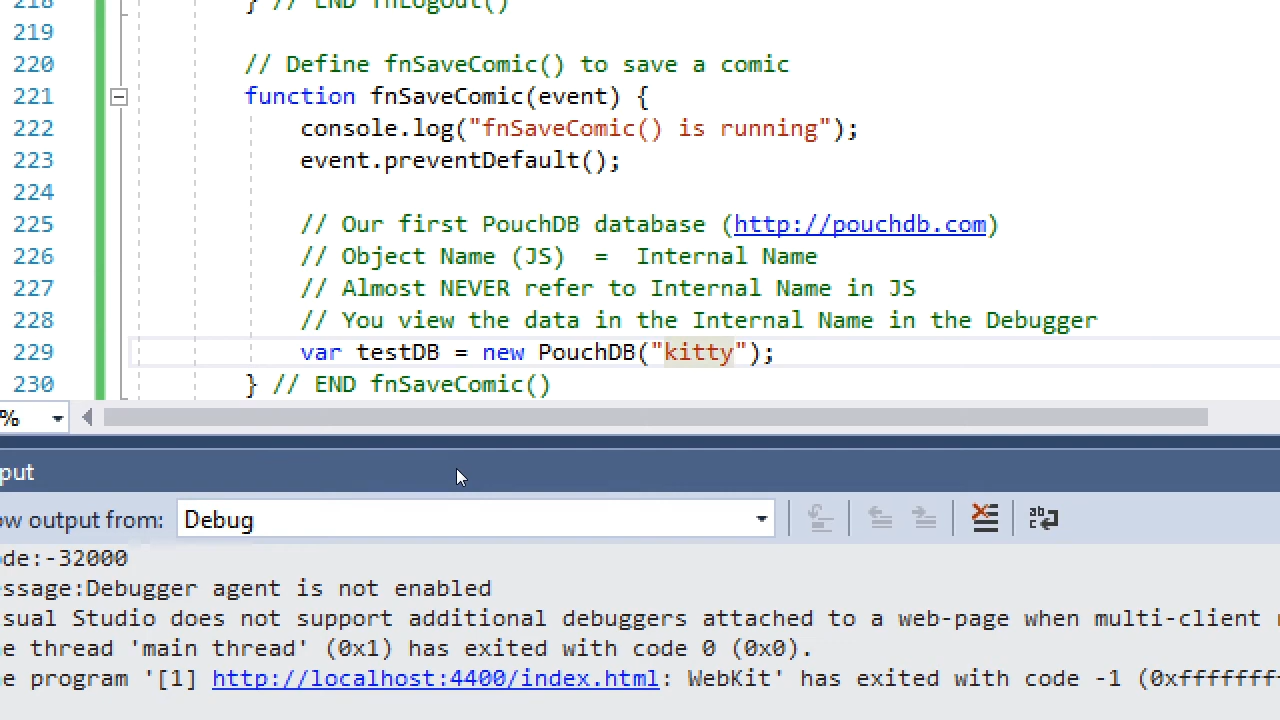 218 } // END fnLogOut()
219
220 // Define fnSaveComic() to save a comic
221 function fnSaveComic(event) {
222 console.log("fnSaveComic() is running");
223 event.preventDefault();
224
225 // Our first PouchDB database (http://pouchdb.com)
226 // Object Name (JS)  =  Internal Name
227 // Almost NEVER refer to Internal Name in JS
228 // You view the data in the Internal Name in the Debugger
229 var testDB = new PouchDB("kitty");
230 } // END fnSaveComic()
%
put
ow output from: Debug
ode:-32000
essage:Debugger agent is not enabled
sual Studio does not support additional debuggers attached to a web-page when multi-client
e thread 'main thread' (0x1) has exited with code 0 (0x0).
e program '[1] http://localhost:4400/index.html: WebKit' has exited with code -1 (0xfffffff